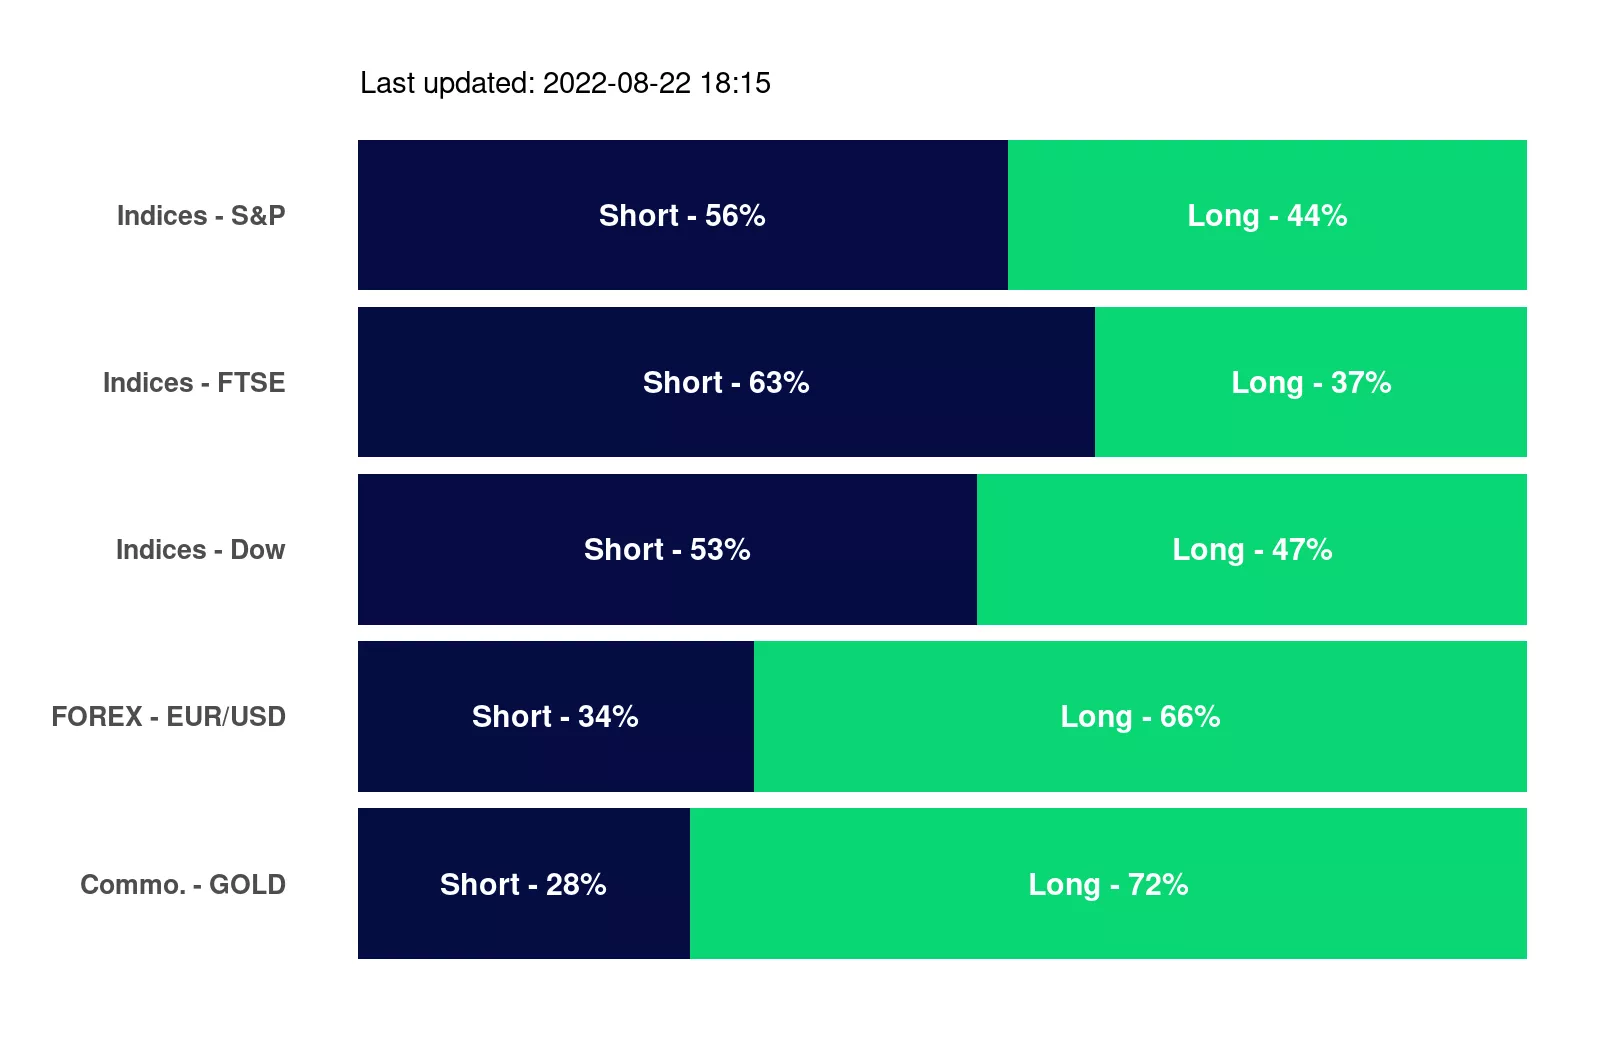 Last updated: 2022-08-22 18:15
Indices - S&P Short - 56% Long - 44%
Indices - FTSE Short - 63% Long - 37%
Indices - Dow Short - 53% Long - 47%
FOREX - EUR/USD Short - 34% Long - 66%
Commo. - GOLD Short - 28% Long - 72%